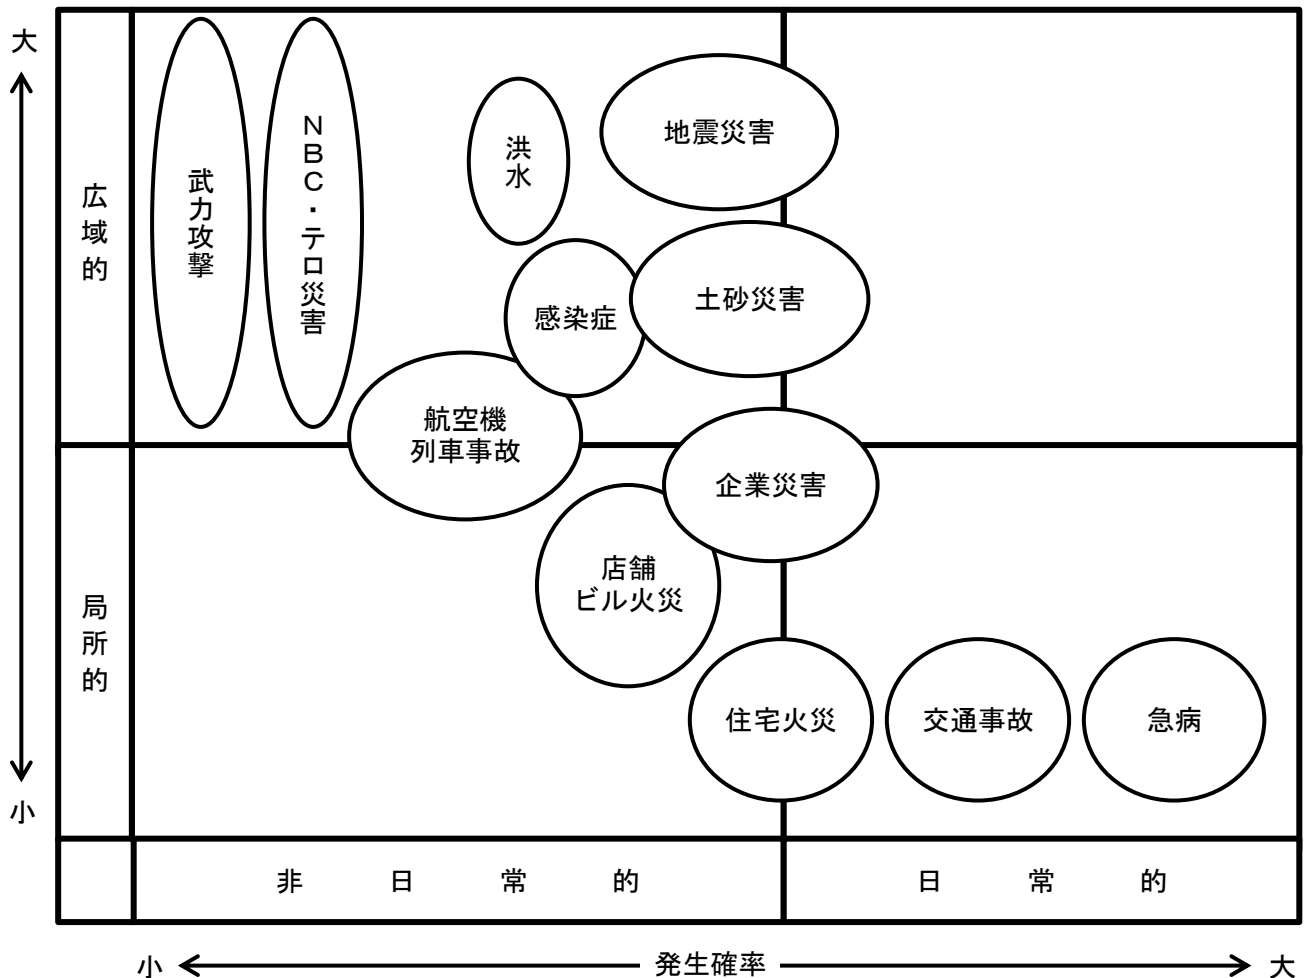 大
小
広域的
局所的
武力攻撃
NBC・テロ災害
洪水
地震災害
感染症
土砂災害
航空機
列車事故
企業災害
店舗
ビル火災
住宅火災
交通事故
急病
非日常的
日常的
小
発生確率
大